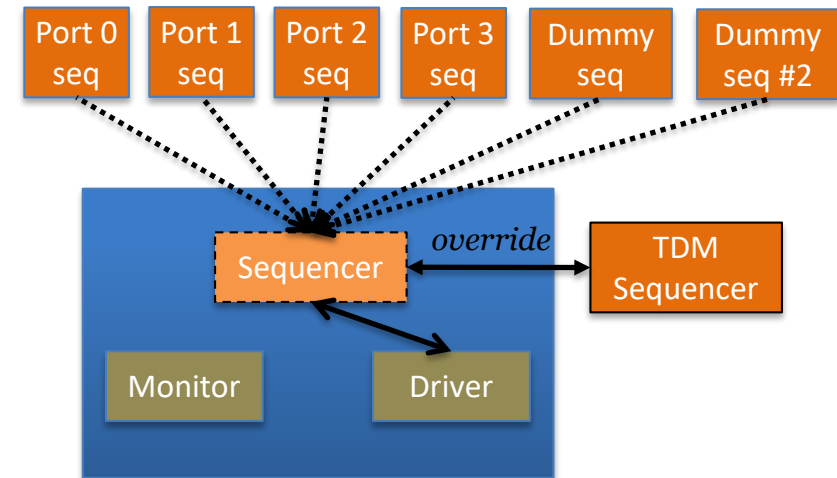 Port 0
seq
Port 1
seq
Port 2
seq
Port 3
seq
Dummy
seq
Dummy
seq #2
override
Sequencer
TDM
Sequencer
Monitor
Driver